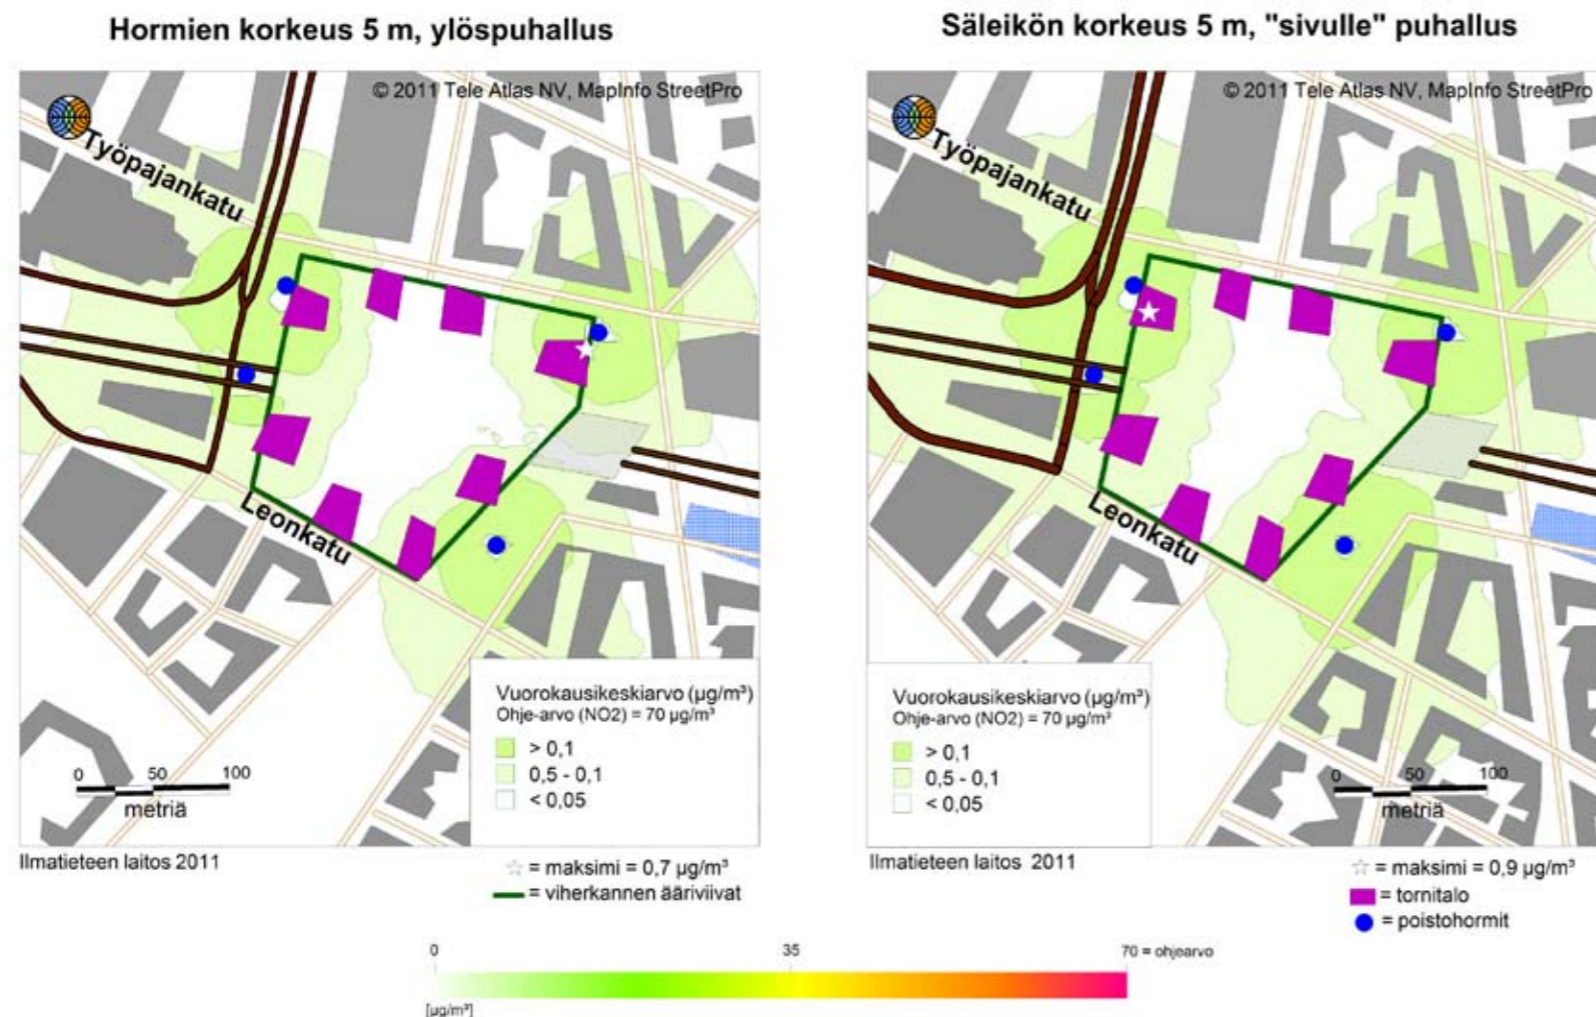 Hormien korkeus 5 m, ylöspuhallus
© 2011 Tele Atlas NV, MapInfo StreetPro
Työpajankatu
Leonkatu
Vuorokausikeskiarvo (µg/m³)
Ohje-arvo (NO2) = 70 µg/m³
> 0,1
0,5 - 0,1
< 0,05
0 50 100
metriä
Ilmatieteen laitos 2011
= maksimi = 0,7 µg/m³
= viherkannen ääriviivat
Säleikön korkeus 5 m, "sivulle" puhallus
© 2011 Tele Atlas NV, MapInfo StreetPro
Työpajankatu
Leonkatu
Vuorokausikeskiarvo (µg/m³)
Ohje-arvo (NO2) = 70 µg/m³
> 0,1
0,5 - 0,1
< 0,05
0 50 100
metriä
Ilmatieteen laitos 2011
= maksimi = 0,9 µg/m³
= tornitalo
= poistohormit
0 35 70 = ohjearvo
[µg/m³]